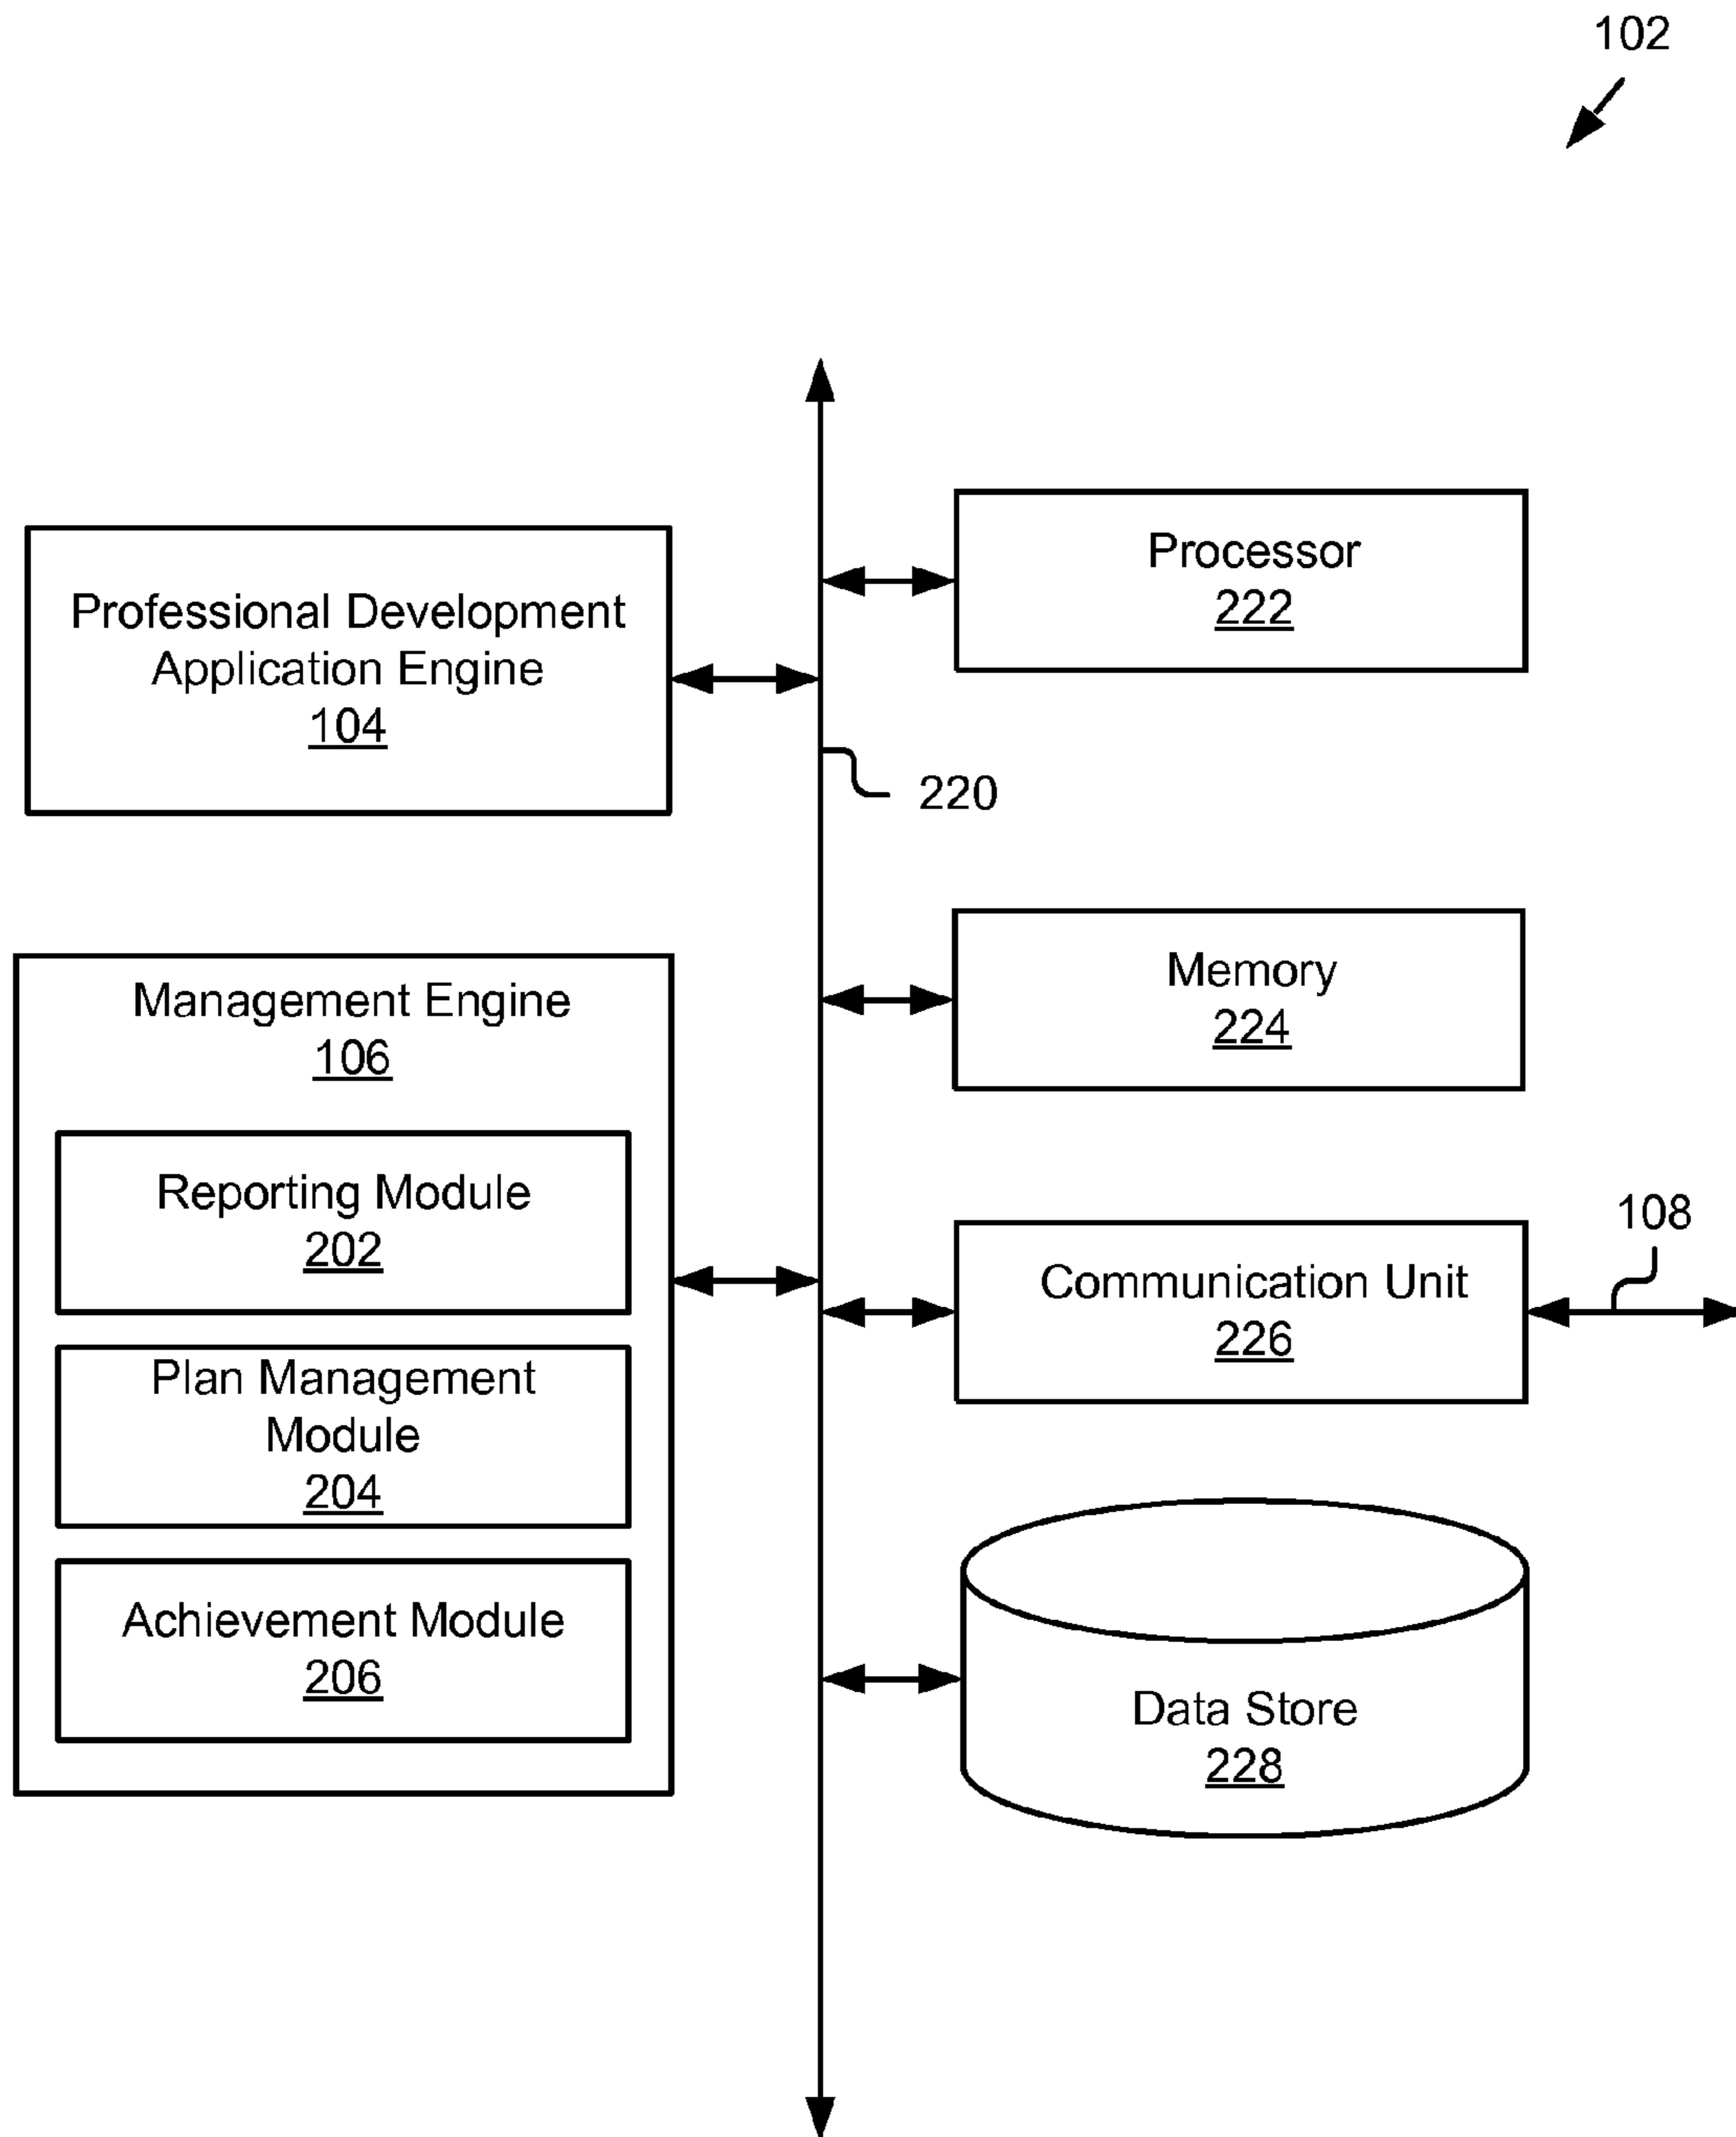 102
Processor
222
Professional Development
Application Engine
104
220
Memory
224
Management Engine
106
Reporting Module
202
108
Communication Unit
226
Plan Management
Module
204
Achievement Module
206
Data Store
228